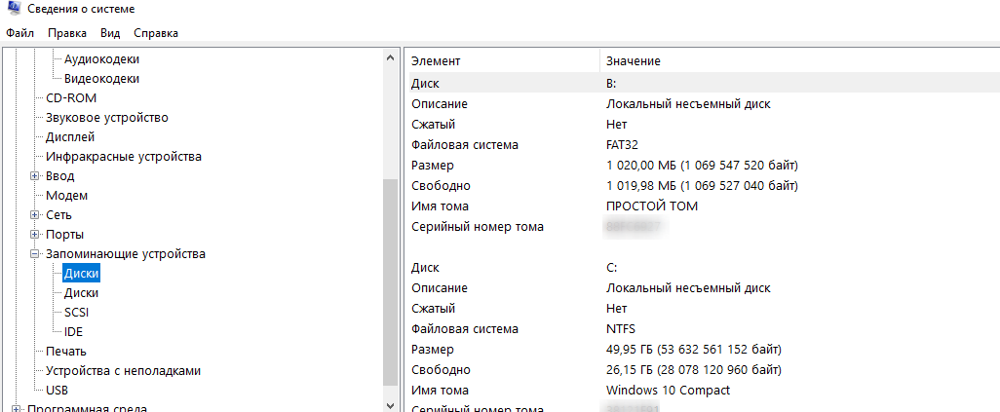 Сведения о системе
Файл Правка Вид Справка
Аудиокодеки
Видеокодеки
CD-ROM
Звуковое устройство
Дисплей
Инфракрасные устройства
Ввод
Модем
Сеть
Порты
Запоминающие устройства
Диски
Диски
SCSI
IDE
Печать
Устройства с неполадками
USB
Программная среда
Элемент Значение
Диск B:
Описание Локальный несъемный диск
Сжатый Нет
Файловая система FAT32
Размер 1 020,00 МБ (1 069 547 520 байт)
Свободно 1 019,98 МБ (1 069 527 040 байт)
Имя тома ПРОСТОЙ ТОМ
Серийный номер тома
Диск C:
Описание Локальный несъемный диск
Сжатый Нет
Файловая система NTFS
Размер 49,95 ГБ (53 632 561 152 байт)
Свободно 26,15 ГБ (28 078 120 960 байт)
Имя тома Windows 10 Compact
Серийный номер тома